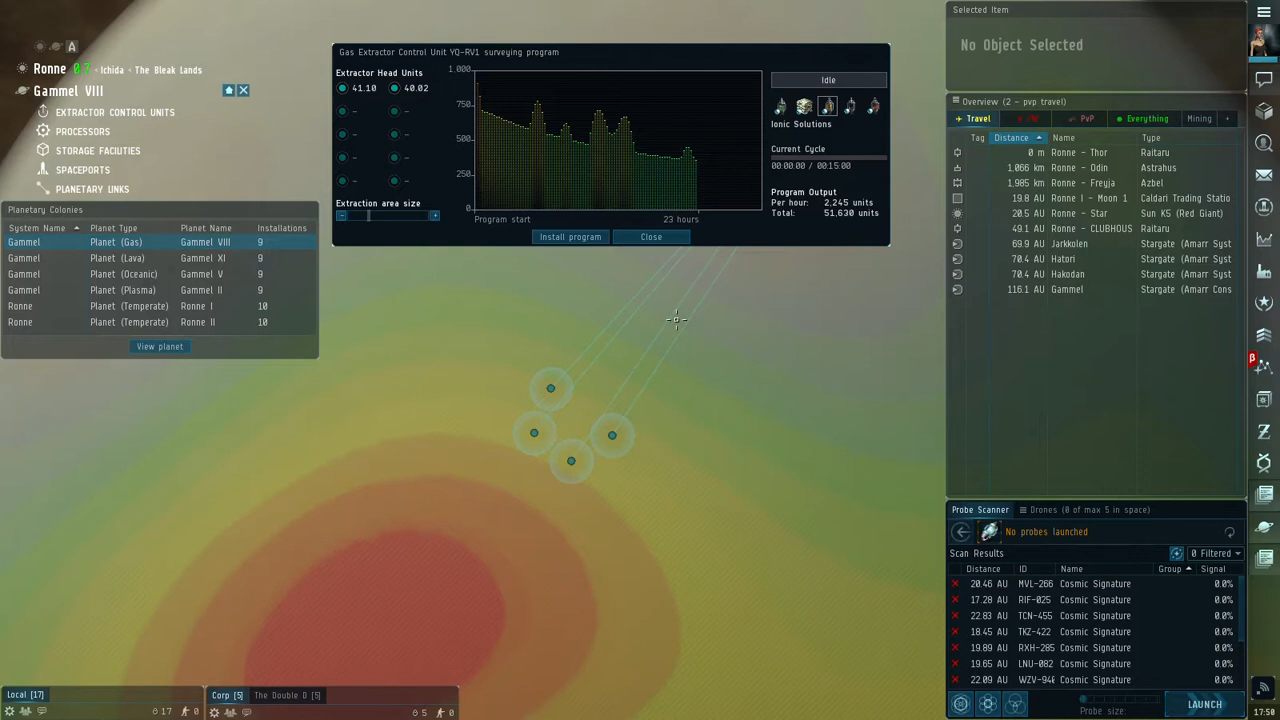 A
Ronne 0.7 < Ichida < The Bleak Lands
Gammel VIII
EXTRACTOR CONTROL UNITS
PROCESSORS
STORAGE FACILITIES
SPACEPORTS
PLANETARY LINKS
Planetary Colonies
System Name Planet Type Planet Name Installations
Gammel Planet (Gas) Gammel VIII 9
Gammel Planet (Lava) Gammel XI 9
Gammel Planet (Oceanic) Gammel V 9
Gammel Planet (Plasma) Gammel II 9
Ronne Planet (Temperate) Ronne I 10
Ronne Planet (Temperate) Ronne II 10
View planet
Gas Extractor Control Unit YQ-RV1 surveying program
Extractor Head Units
41.10 40.02
- -
- -
- -
- -
Extraction area size
- +
1.000
750
500
250
0
Program start 23 hours
Idle
Ionic Solutions
Current Cycle
00:00:00 / 00:15:00
Program Output
Per hour: 2,245 units
Total: 51,630 units
Install program Close
Selected Item
No Object Selected
Overview (2 - pvp travel)
Travel PvP Everything Mining +
Tag Distance Name Type
0 m Ronne - Thor Raitaru
1,066 km Ronne - Odin Astrahus
1,985 km Ronne - Freyja Azbel
19.8 AU Ronne I - Moon 1 Caldari Trading Statio
20.5 AU Ronne - Star Sun K5 (Red Giant)
49.1 AU Ronne - CLUBHOUS Raitaru
69.9 AU Jarkkolen Stargate (Amarr Syst
70.4 AU Hatori Stargate (Amarr Syst
70.4 AU Hakodan Stargate (Amarr Syst
116.1 AU Gammel Stargate (Amarr Cons
β
Z
Probe Scanner Drones (0 of max 5 in space)
No probes launched
Scan Results 0 Filtered
Distance ID Name Group Signal
20.46 AU MVL-266 Cosmic Signature 0.0%
17.28 AU RIF-025 Cosmic Signature 0.0%
22.83 AU TCN-455 Cosmic Signature 0.0%
18.45 AU TKZ-422 Cosmic Signature 0.0%
19.89 AU RXH-285 Cosmic Signature 0.0%
19.65 AU LNU-082 Cosmic Signature 0.0%
22.09 AU Cosmic Signature 0.0%
Probe size:
LAUNCH
17:50
Local [17]
17 0
Corp [5] The Double D [5]
5 0